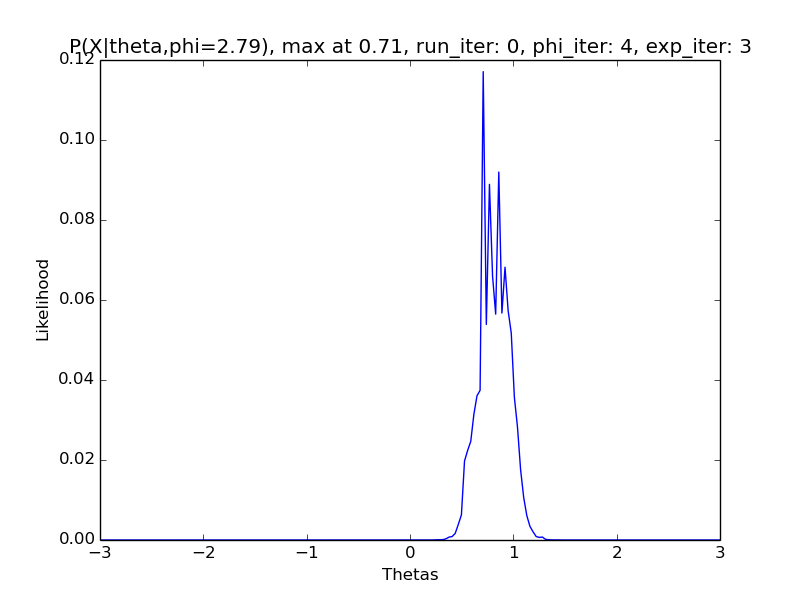 P(X|theta,phi=2.79), max at 0.71, run_iter: 0, phi_iter: 4, exp_iter: 3
0.12
0.10
0.08
0.06
0.04
0.02
0.00
Likelihood
−3 −2 −1 0 1 2 3
Thetas